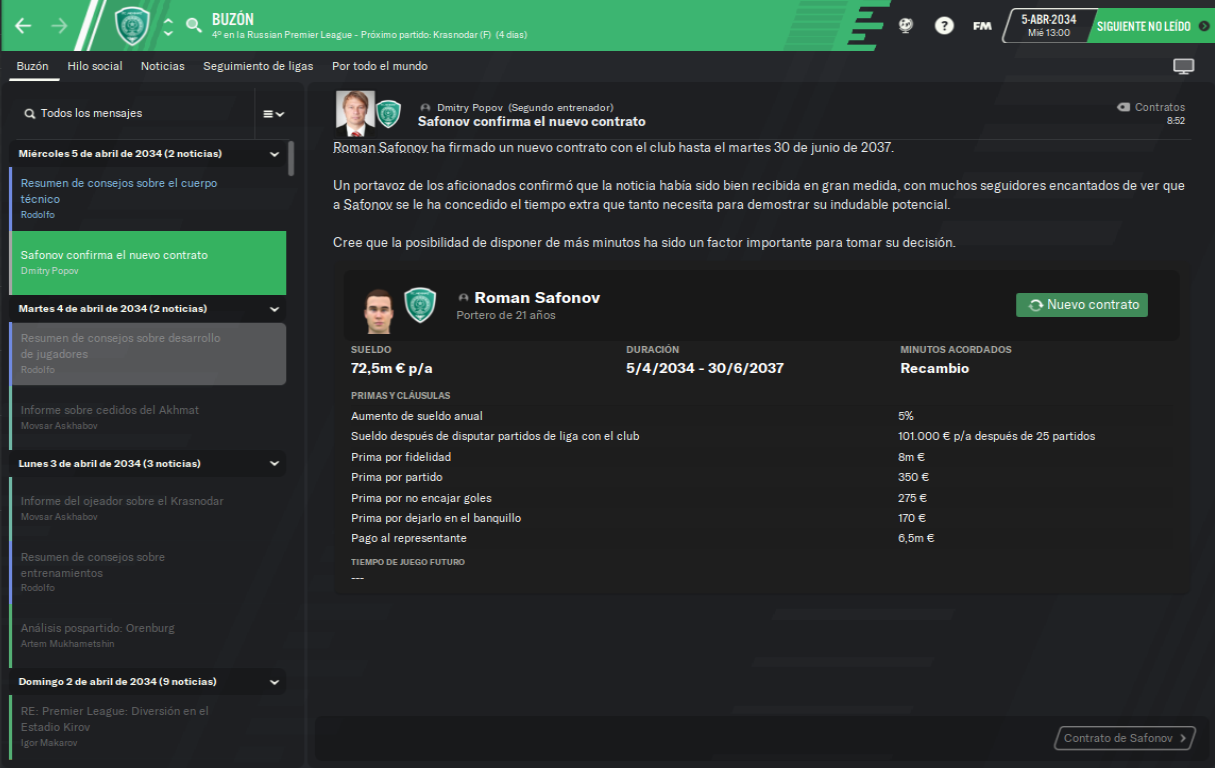 BUZÓN
4º en la Russian Premier League - Próximo partido: Krasnodar (F) (4 días)
FM
5-ABR-2034
Mié 13:00
SIGUIENTE NO LEÍDO
Buzón
Hilo social
Noticias
Seguimiento de ligas
Por todo el mundo
Todos los mensajes
Miércoles 5 de abril de 2034 (2 noticias)
Resumen de consejos sobre el cuerpo
técnico
Rodolfo
Safonov confirma el nuevo contrato
Dmitry Popov
Martes 4 de abril de 2034 (2 noticias)
Resumen de consejos sobre desarrollo
de jugadores
Rodolfo
Informe sobre cedidos del Akhmat
Movsar Askhabov
Lunes 3 de abril de 2034 (3 noticias)
Informe del ojeador sobre el Krasnodar
Movsar Askhabov
Resumen de consejos sobre
entrenamientos
Rodolfo
Análisis pospartido: Orenburg
Artem Mukhametshin
Domingo 2 de abril de 2034 (9 noticias)
RE: Premier League: Diversión en el
Estadio Kirov
Igor Makarov
Dmitry Popov (Segundo entrenador)
Safonov confirma el nuevo contrato
Contratos
8:52
Roman Safonov ha firmado un nuevo contrato con el club hasta el martes 30 de junio de 2037.
Un portavoz de los aficionados confirmó que la noticia había sido bien recibida en gran medida, con muchos seguidores encantados de ver que
a Safonov se le ha concedido el tiempo extra que tanto necesita para demostrar su indudable potencial.
Cree que la posibilidad de disponer de más minutos ha sido un factor importante para tomar su decisión.
Roman Safonov
Portero de 21 años
Nuevo contrato
SUELDO
DURACIÓN
MINUTOS ACORDADOS
72,5m € p/a
5/4/2034 - 30/6/2037
Recambio
PRIMAS Y CLÁUSULAS
Aumento de sueldo anual
5%
Sueldo después de disputar partidos de liga con el club
101.000 € p/a después de 25 partidos
Prima por fidelidad
8m €
Prima por partido
350 €
Prima por no encajar goles
275 €
Prima por dejarlo en el banquillo
170 €
Pago al representante
6,5m €
TIEMPO DE JUEGO FUTURO
---
Contrato de Safonov